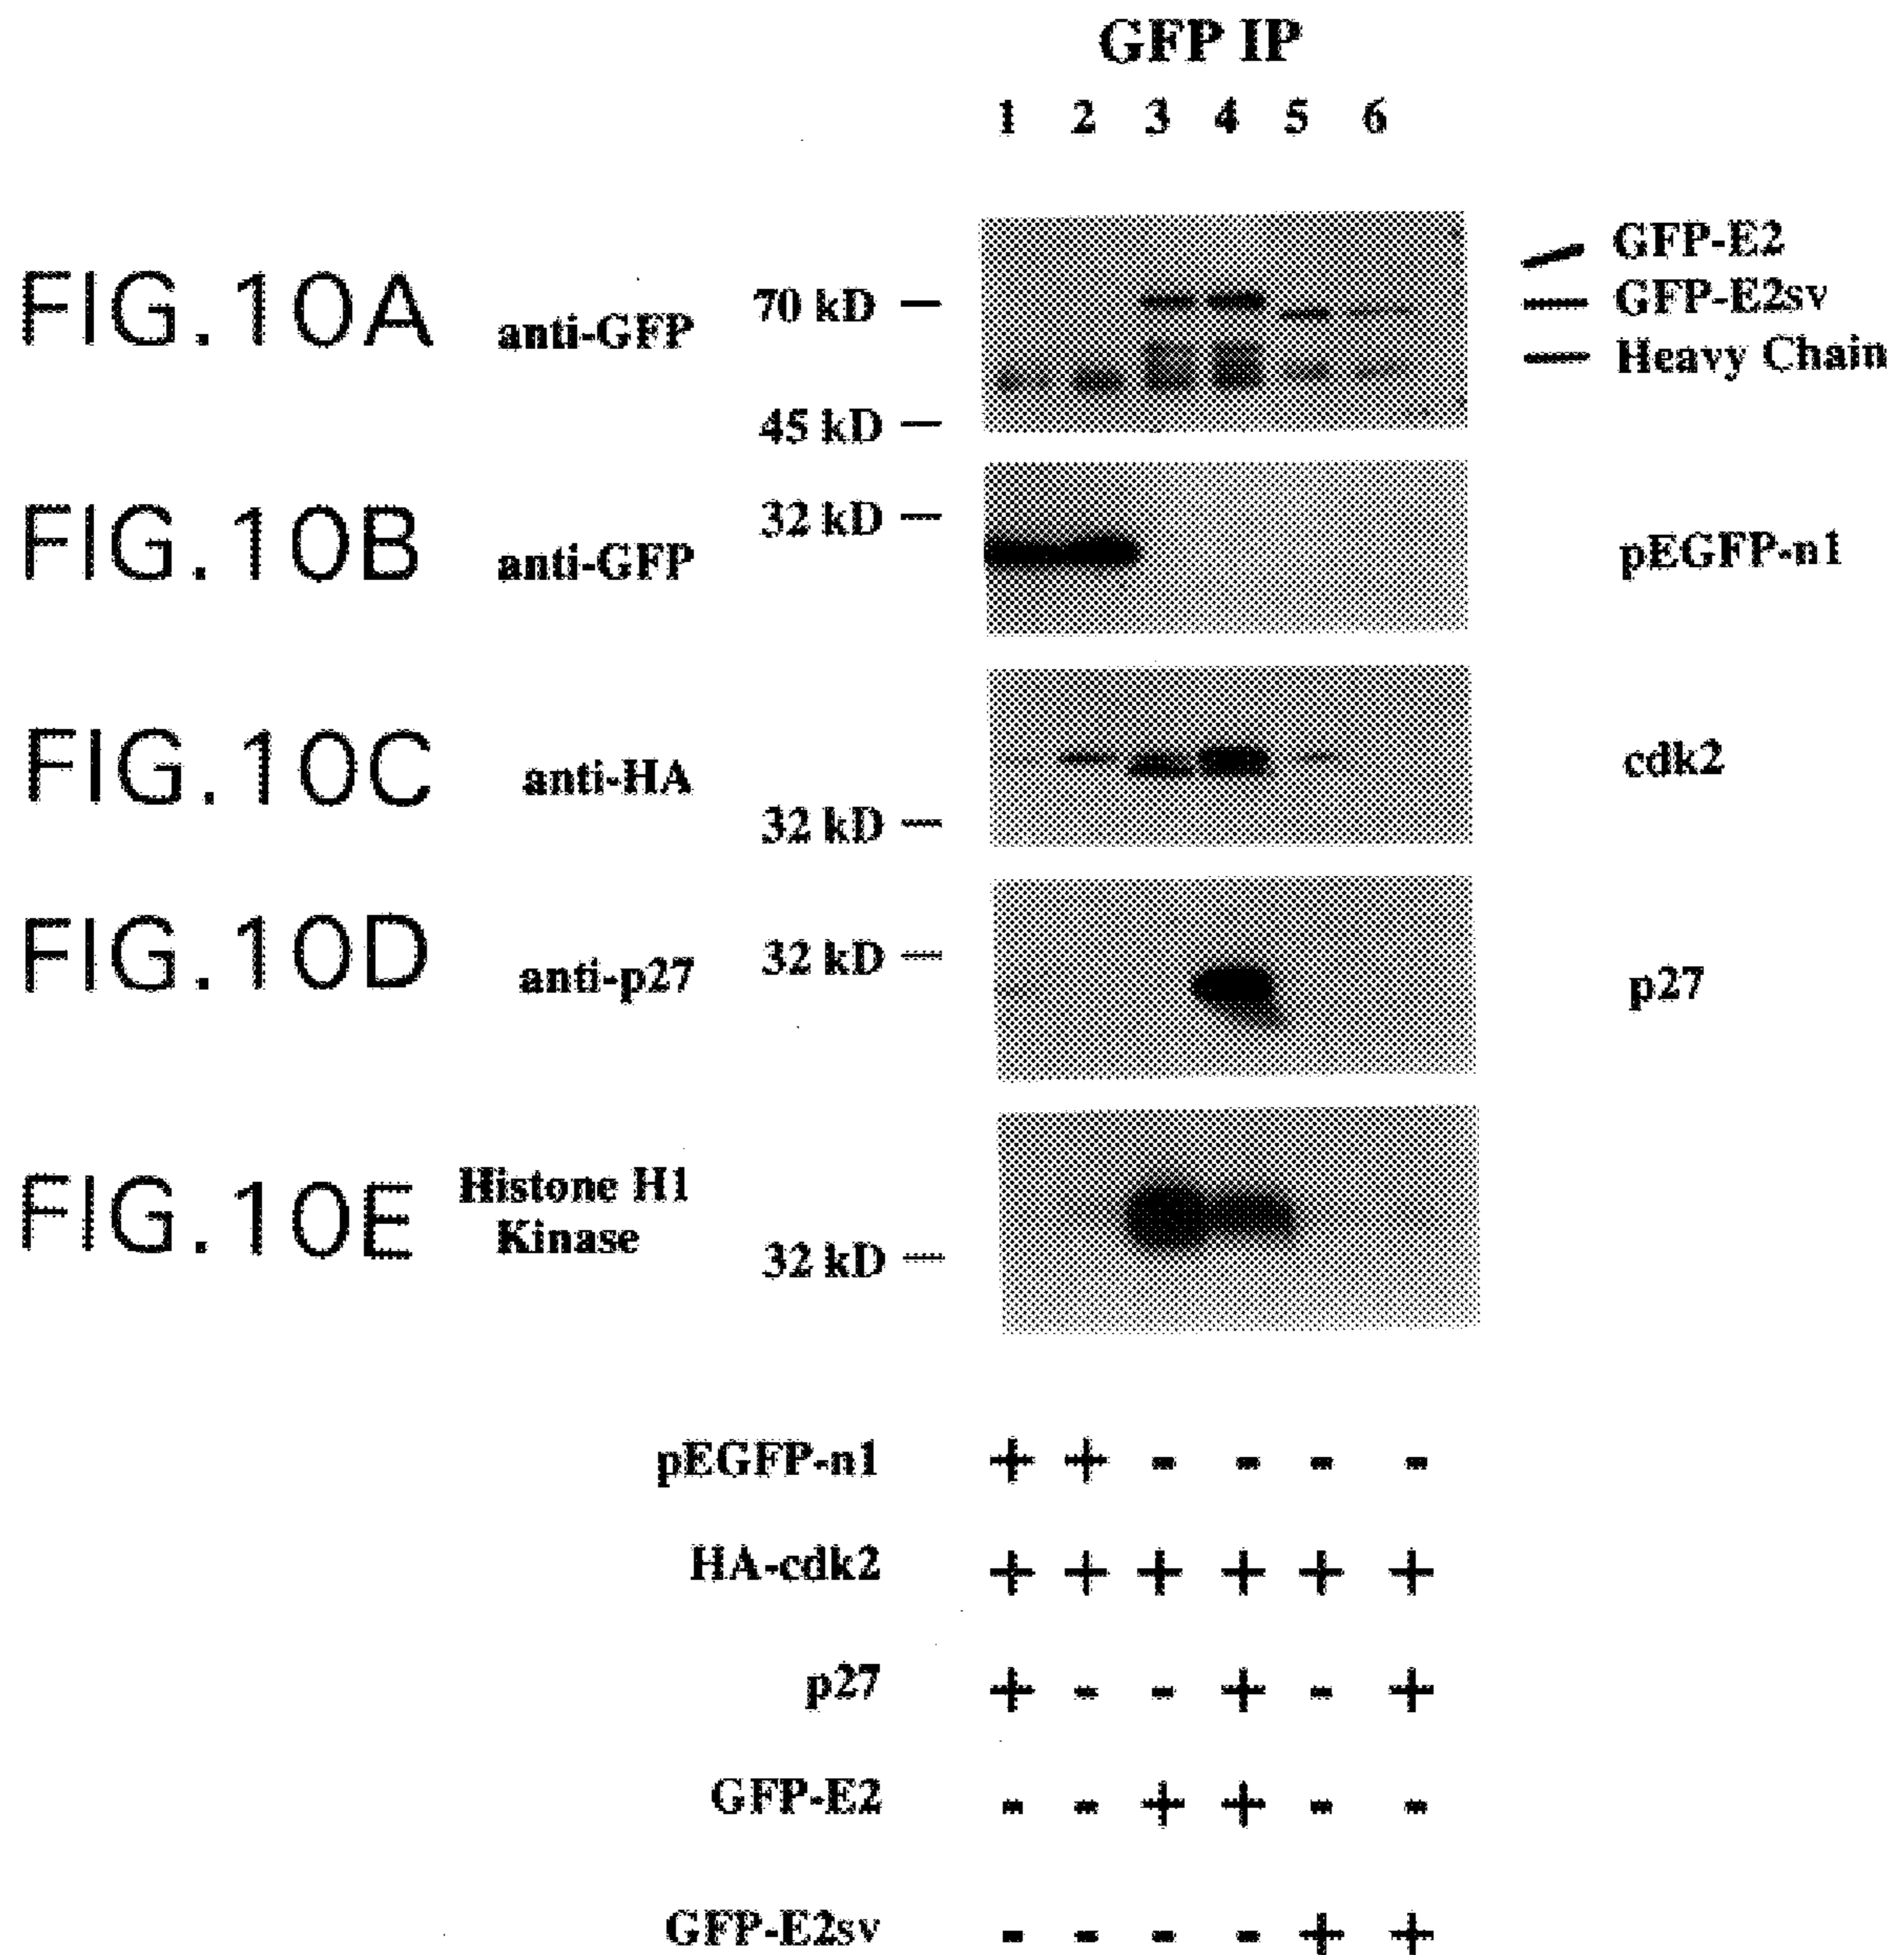 GFP IP
1 2 3 4 5 6
FIG. 10A anti-GFP 70 kD 45 kD GFP-E2 GFP-E2sv Heavy Chain
FIG. 10B anti-GFP 32 kD pEGFP-n1
FIG. 10C anti-HA 32 kD cdk2
FIG. 10D anti-p27 32 kD p27
FIG. 10E Histone H1 Kinase 32 kD
pEGFP-n1 + + - - - -
HA-cdk2 + + + + + +
p27 + - - + - +
GFP-E2 - - + + - -
GFP-E2sv - - - - + +